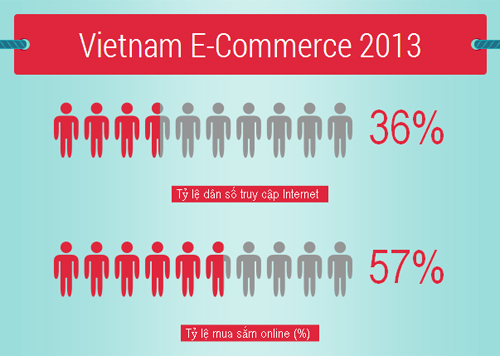 Vietnam E-Commerce 2013
36%
Tỷ lệ dân số truy cập Internet
57%
Tỷ lệ mua sắm online (%)